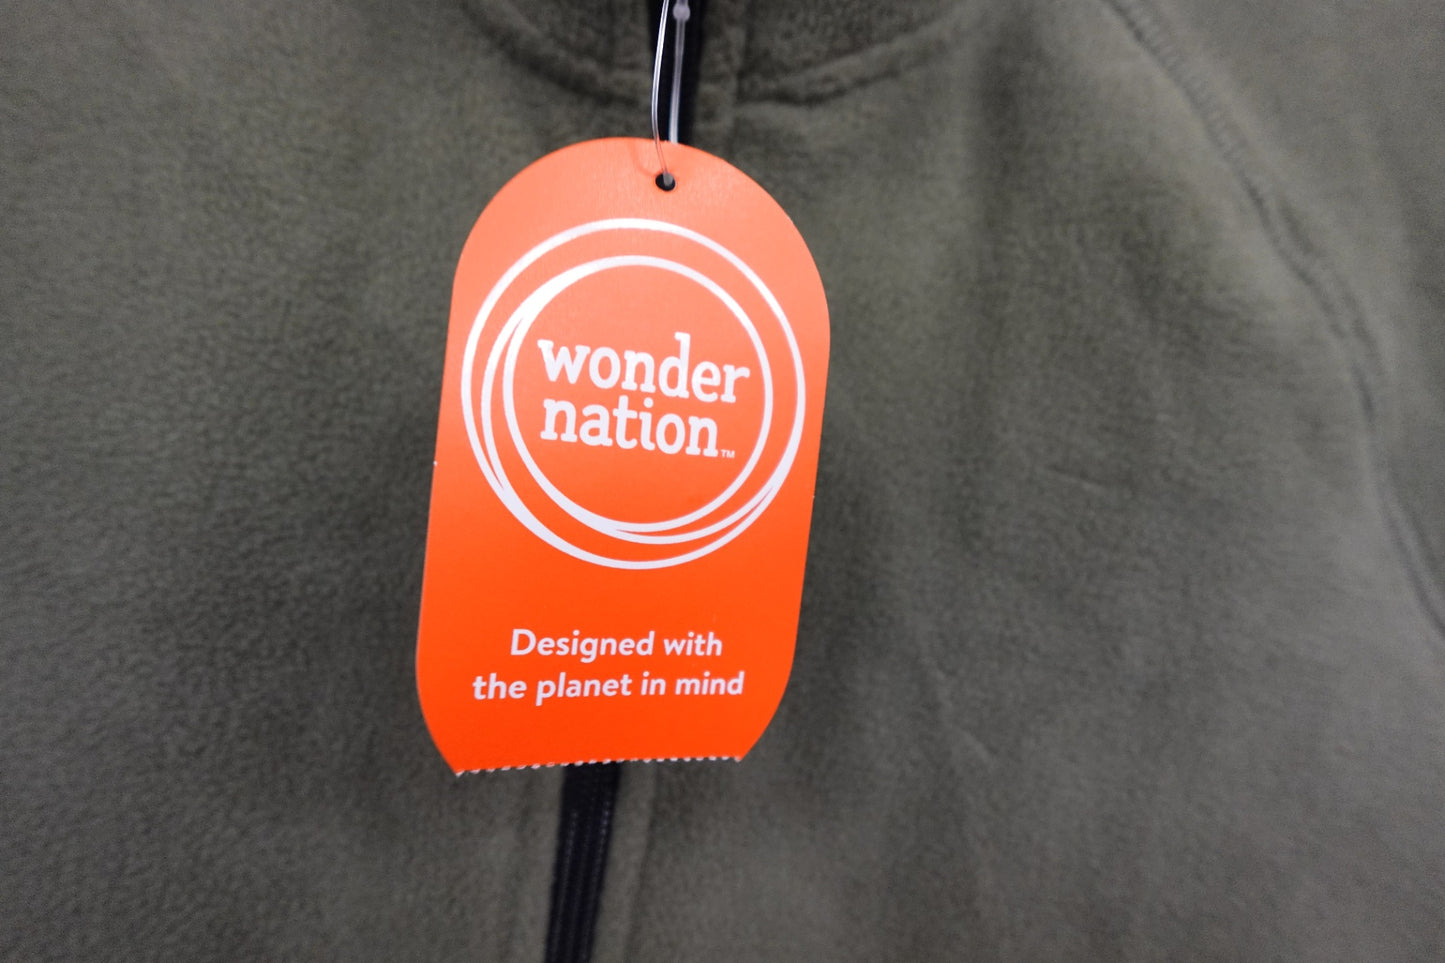 wonder
nation™
Designed with
the planet in mind